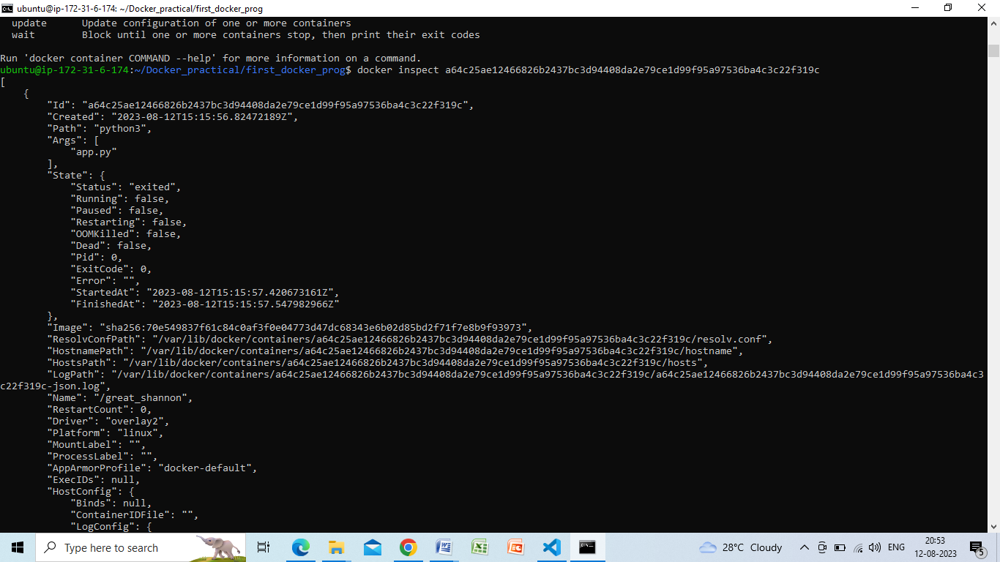 ubuntu@ip-172-31-6-174: ~/Docker_practical/first_docker_prog
update      Update configuration of one or more containers
wait        Block until one or more containers stop, then print their exit codes
Run 'docker container COMMAND --help' for more information on a command.
ubuntu@ip-172-31-6-174:~/Docker_practical/first_docker_prog$ docker inspect a64c25ae12466826b2437bc3d94408da2e79ce1d99f95a97536ba4c3c22f319c
[
    {
        "Id": "a64c25ae12466826b2437bc3d94408da2e79ce1d99f95a97536ba4c3c22f319c",
        "Created": "2023-08-12T15:15:56.82472189Z",
        "Path": "python3",
        "Args": [
            "app.py"
        ],
        "State": {
            "Status": "exited",
            "Running": false,
            "Paused": false,
            "Restarting": false,
            "OOMKilled": false,
            "Dead": false,
            "Pid": 0,
            "ExitCode": 0,
            "Error": "",
            "StartedAt": "2023-08-12T15:15:57.420673161Z",
            "FinishedAt": "2023-08-12T15:15:57.547982966Z"
        },
        "Image": "sha256:70e549837f61c84c0af3f0e04773d47dc68343e6b02d85bd2f71f7e8b9f93973",
        "ResolvConfPath": "/var/lib/docker/containers/a64c25ae12466826b2437bc3d94408da2e79ce1d99f95a97536ba4c3c22f319c/resolv.conf",
        "HostnamePath": "/var/lib/docker/containers/a64c25ae12466826b2437bc3d94408da2e79ce1d99f95a97536ba4c3c22f319c/hostname",
        "HostsPath": "/var/lib/docker/containers/a64c25ae12466826b2437bc3d94408da2e79ce1d99f95a97536ba4c3c22f319c/hosts",
        "LogPath": "/var/lib/docker/containers/a64c25ae12466826b2437bc3d94408da2e79ce1d99f95a97536ba4c3c22f319c/a64c25ae12466826b2437bc3d94408da2e79ce1d99f95a97536ba4c3
c22f319c-json.log",
        "Name": "/great_shannon",
        "RestartCount": 0,
        "Driver": "overlay2",
        "Platform": "linux",
        "MountLabel": "",
        "ProcessLabel": "",
        "AppArmorProfile": "docker-default",
        "ExecIDs": null,
        "HostConfig": {
            "Binds": null,
            "ContainerIDFile": "",
            "LogConfig": {
Type here to search
28°C Cloudy
ENG
20:53
12-08-2023
5